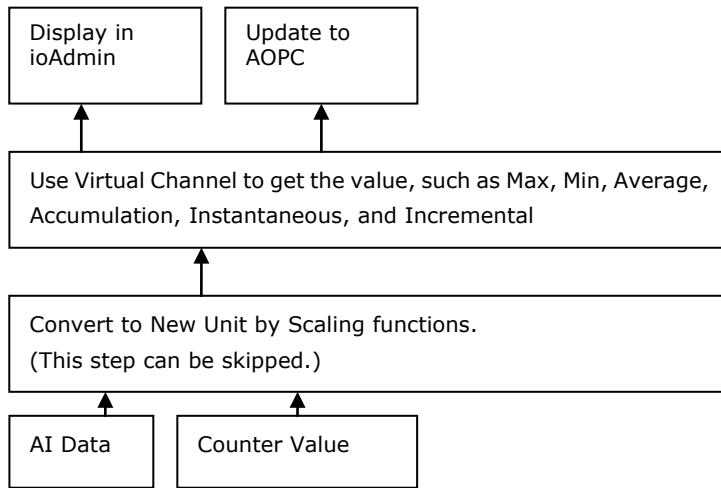 Display in
ioAdmin
Update to
AOPC
Use Virtual Channel to get the value, such as Max, Min, Average,
Accumulation, Instantaneous, and Incremental
Convert to New Unit by Scaling functions.
(This step can be skipped.)
AI Data
Counter Value